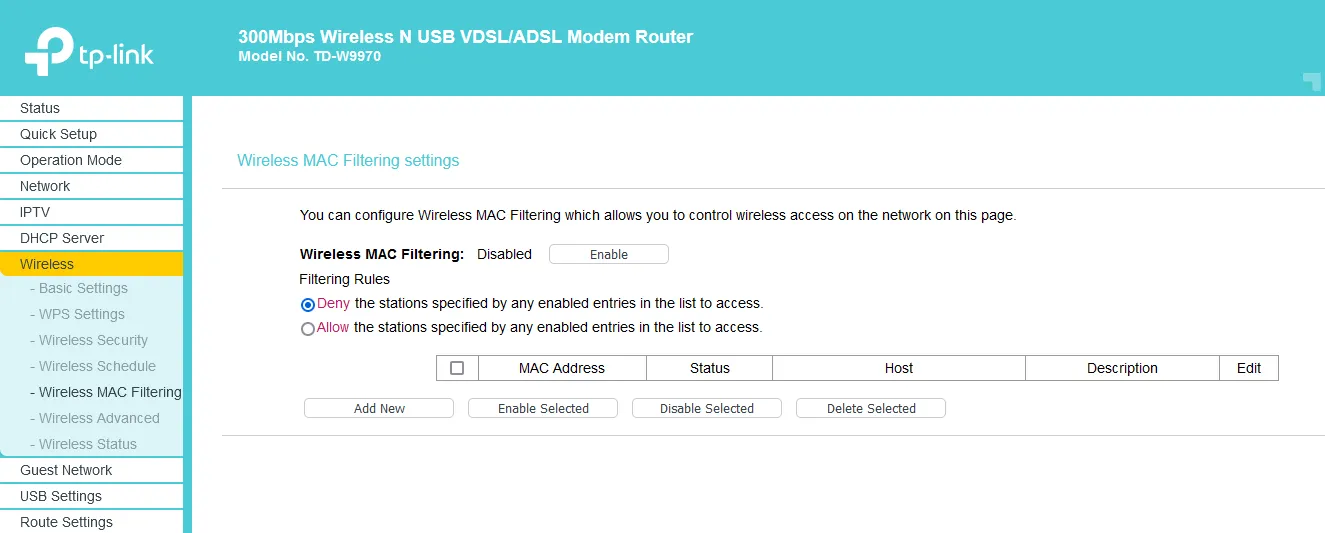 tp-link
300Mbps Wireless N USB VDSL/ADSL Modem Router
Model No. TD-W9970
Status
Quick Setup
Operation Mode
Network
IPTV
DHCP Server
Wireless
- Basic Settings
- WPS Settings
- Wireless Security
- Wireless Schedule
- Wireless MAC Filtering
- Wireless Advanced
- Wireless Status
Guest Network
USB Settings
Route Settings
Wireless MAC Filtering settings
You can configure Wireless MAC Filtering which allows you to control wireless access on the network on this page.
Wireless MAC Filtering: Disabled Enable
Filtering Rules
Deny the stations specified by any enabled entries in the list to access.
Allow the stations specified by any enabled entries in the list to access.
MAC Address Status Host Description Edit
Add New Enable Selected Disable Selected Delete Selected